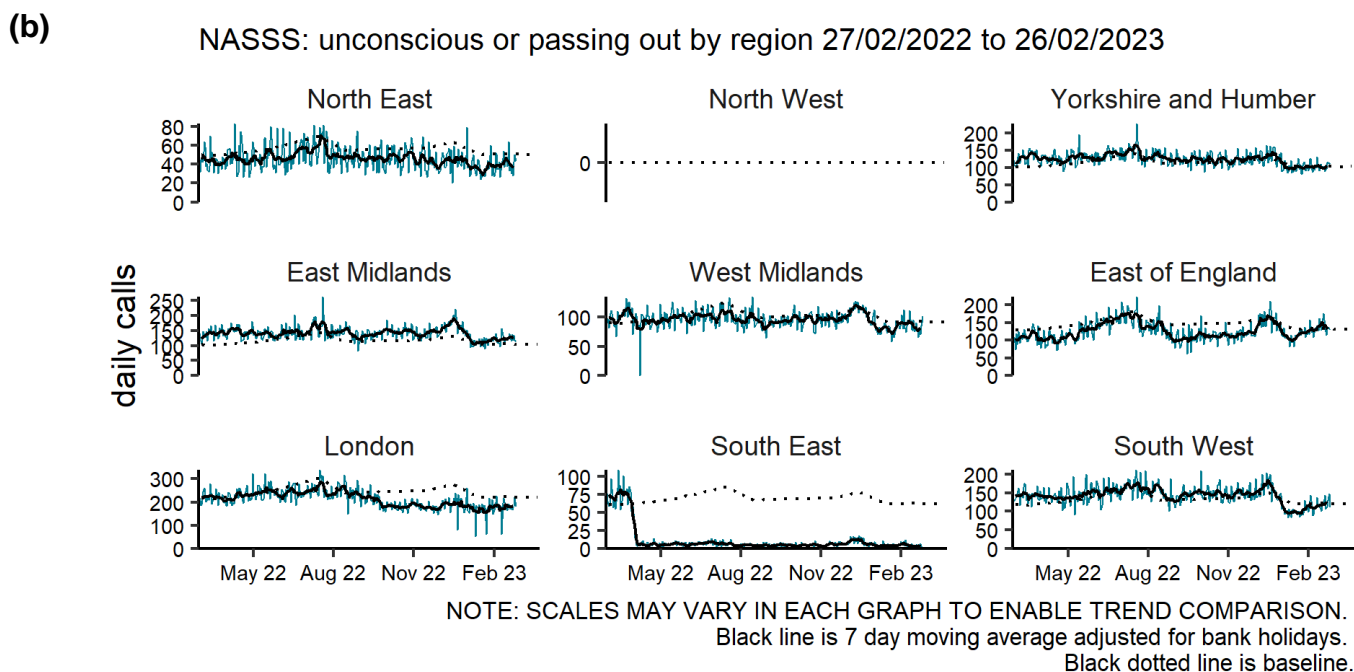 (b)
NASSS: unconscious or passing out by region 27/02/2022 to 26/02/2023
North East
North West
Yorkshire and Humber
80
60
40
20
0
0
200
150
100
50
0
East Midlands
West Midlands
East of England
250
200
150
100
50
0
100
50
0
200
150
100
50
0
daily calls
London
South East
South West
300
200
100
0
100
75
50
25
0
200
150
100
50
0
May 22 Aug 22 Nov 22 Feb 23
May 22 Aug 22 Nov 22 Feb 23
May 22 Aug 22 Nov 22 Feb 23
NOTE: SCALES MAY VARY IN EACH GRAPH TO ENABLE TREND COMPARISON.
Black line is 7 day moving average adjusted for bank holidays.
Black dotted line is baseline.